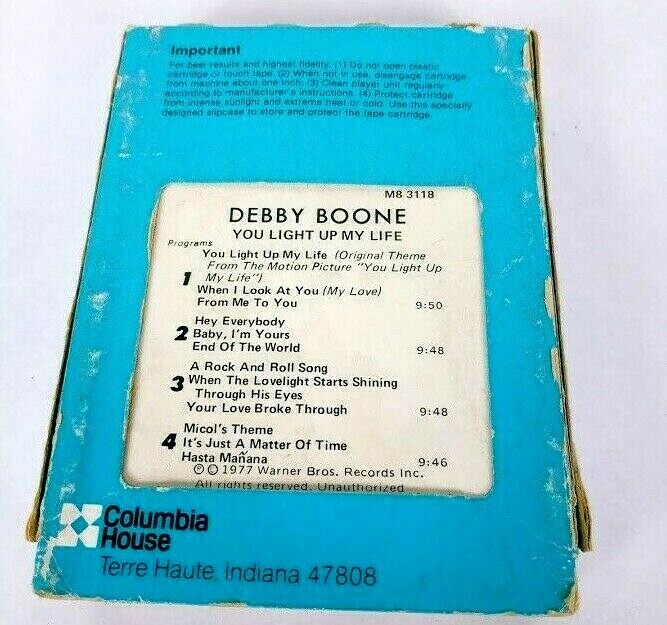 Important
For best results and highest fidelity. (1) Do not open plastic
cartridge or touch tape. (2) When not in use, disengage cartridge
from machine about one inch. (3) Clean player unit regularly
according to manufacturer's instructions. (4) Protect cartridge
from intense sunlight and extreme heat or cold. Use this specially
designed slipcase to store and protect the tape cartridge.
M8 3118
DEBBY BOONE
YOU LIGHT UP MY LIFE
Programs
You Light Up My Life (Original Theme
From The Motion Picture "You Light Up
My Life")
1
When I Look At You (My Love)
From Me To You 9:50
Hey Everybody
2 Baby, I'm Yours
End Of The World 9:48
A Rock And Roll Song
3 When The Lovelight Starts Shining
Through His Eyes
Your Love Broke Through 9:48
Micol's Theme
4 It's Just A Matter Of Time
Hasta Mañana 9:46
℗ © 1977 Warner Bros. Records Inc.
All rights reserved. Unauthorized
Columbia
House
Terre Haute, Indiana 47808